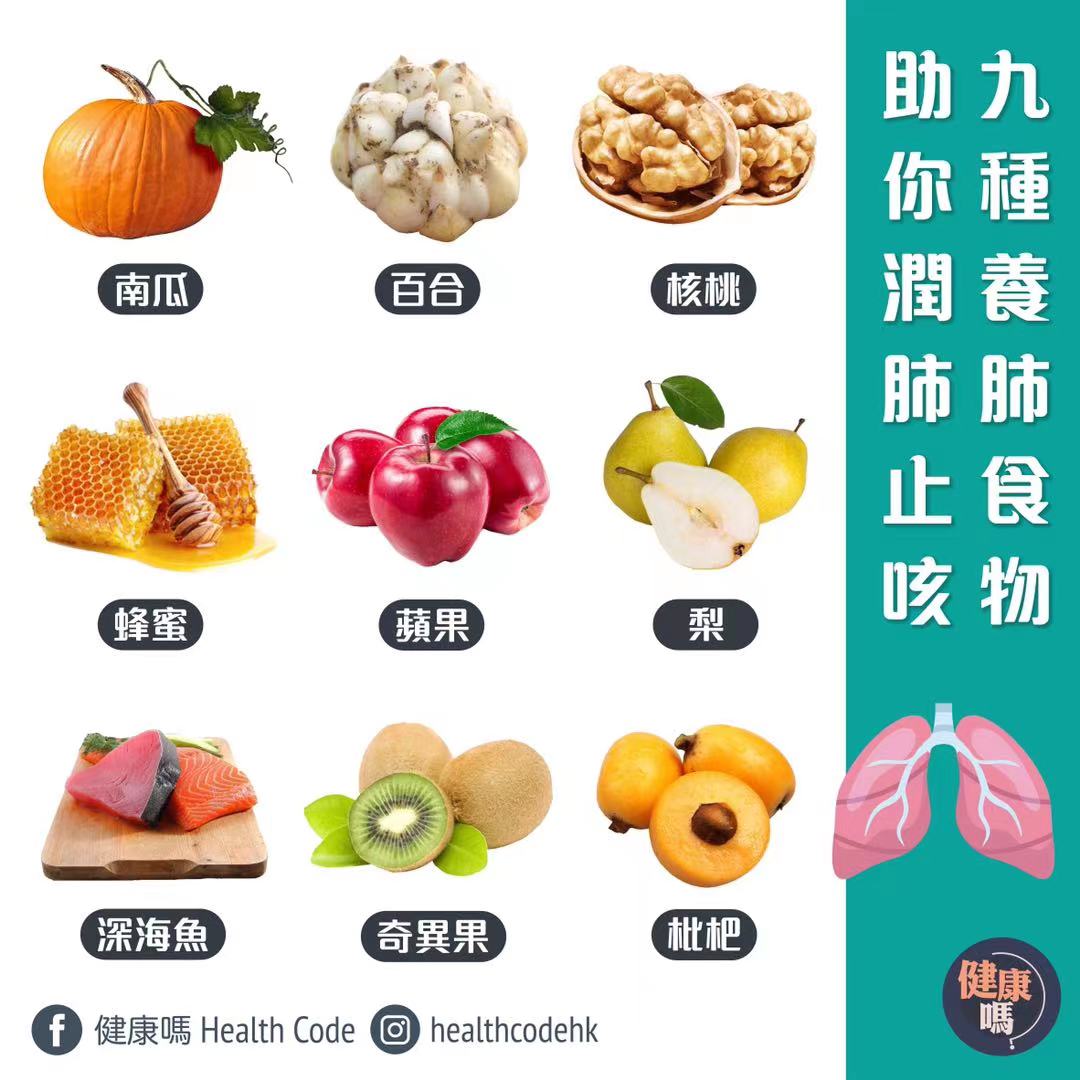 九種養肺食物
助你潤肺止咳
南瓜
百合
核桃
蜂蜜
蘋果
梨
深海魚
奇異果
枇杷
健康嗎 Health Code
healthcodehk
健康
嗎